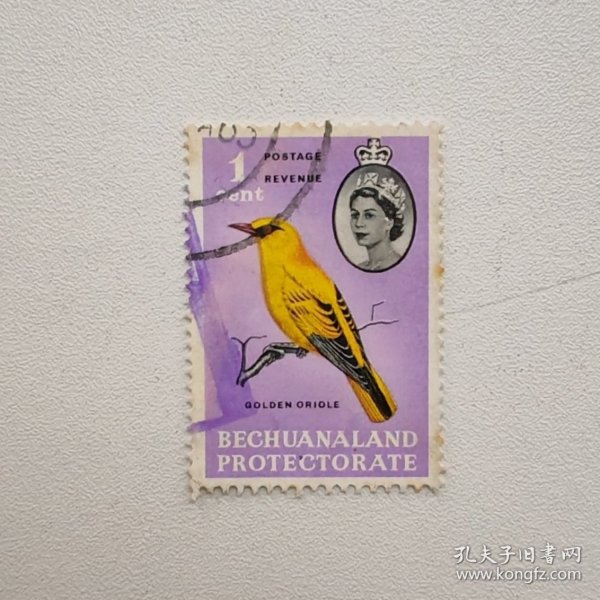 1
cent
POSTAGE
REVENUE
GOLDEN ORIOLE
BECHUANALAND
PROTECTORATE
孔夫子旧书网
www.kongfz.com